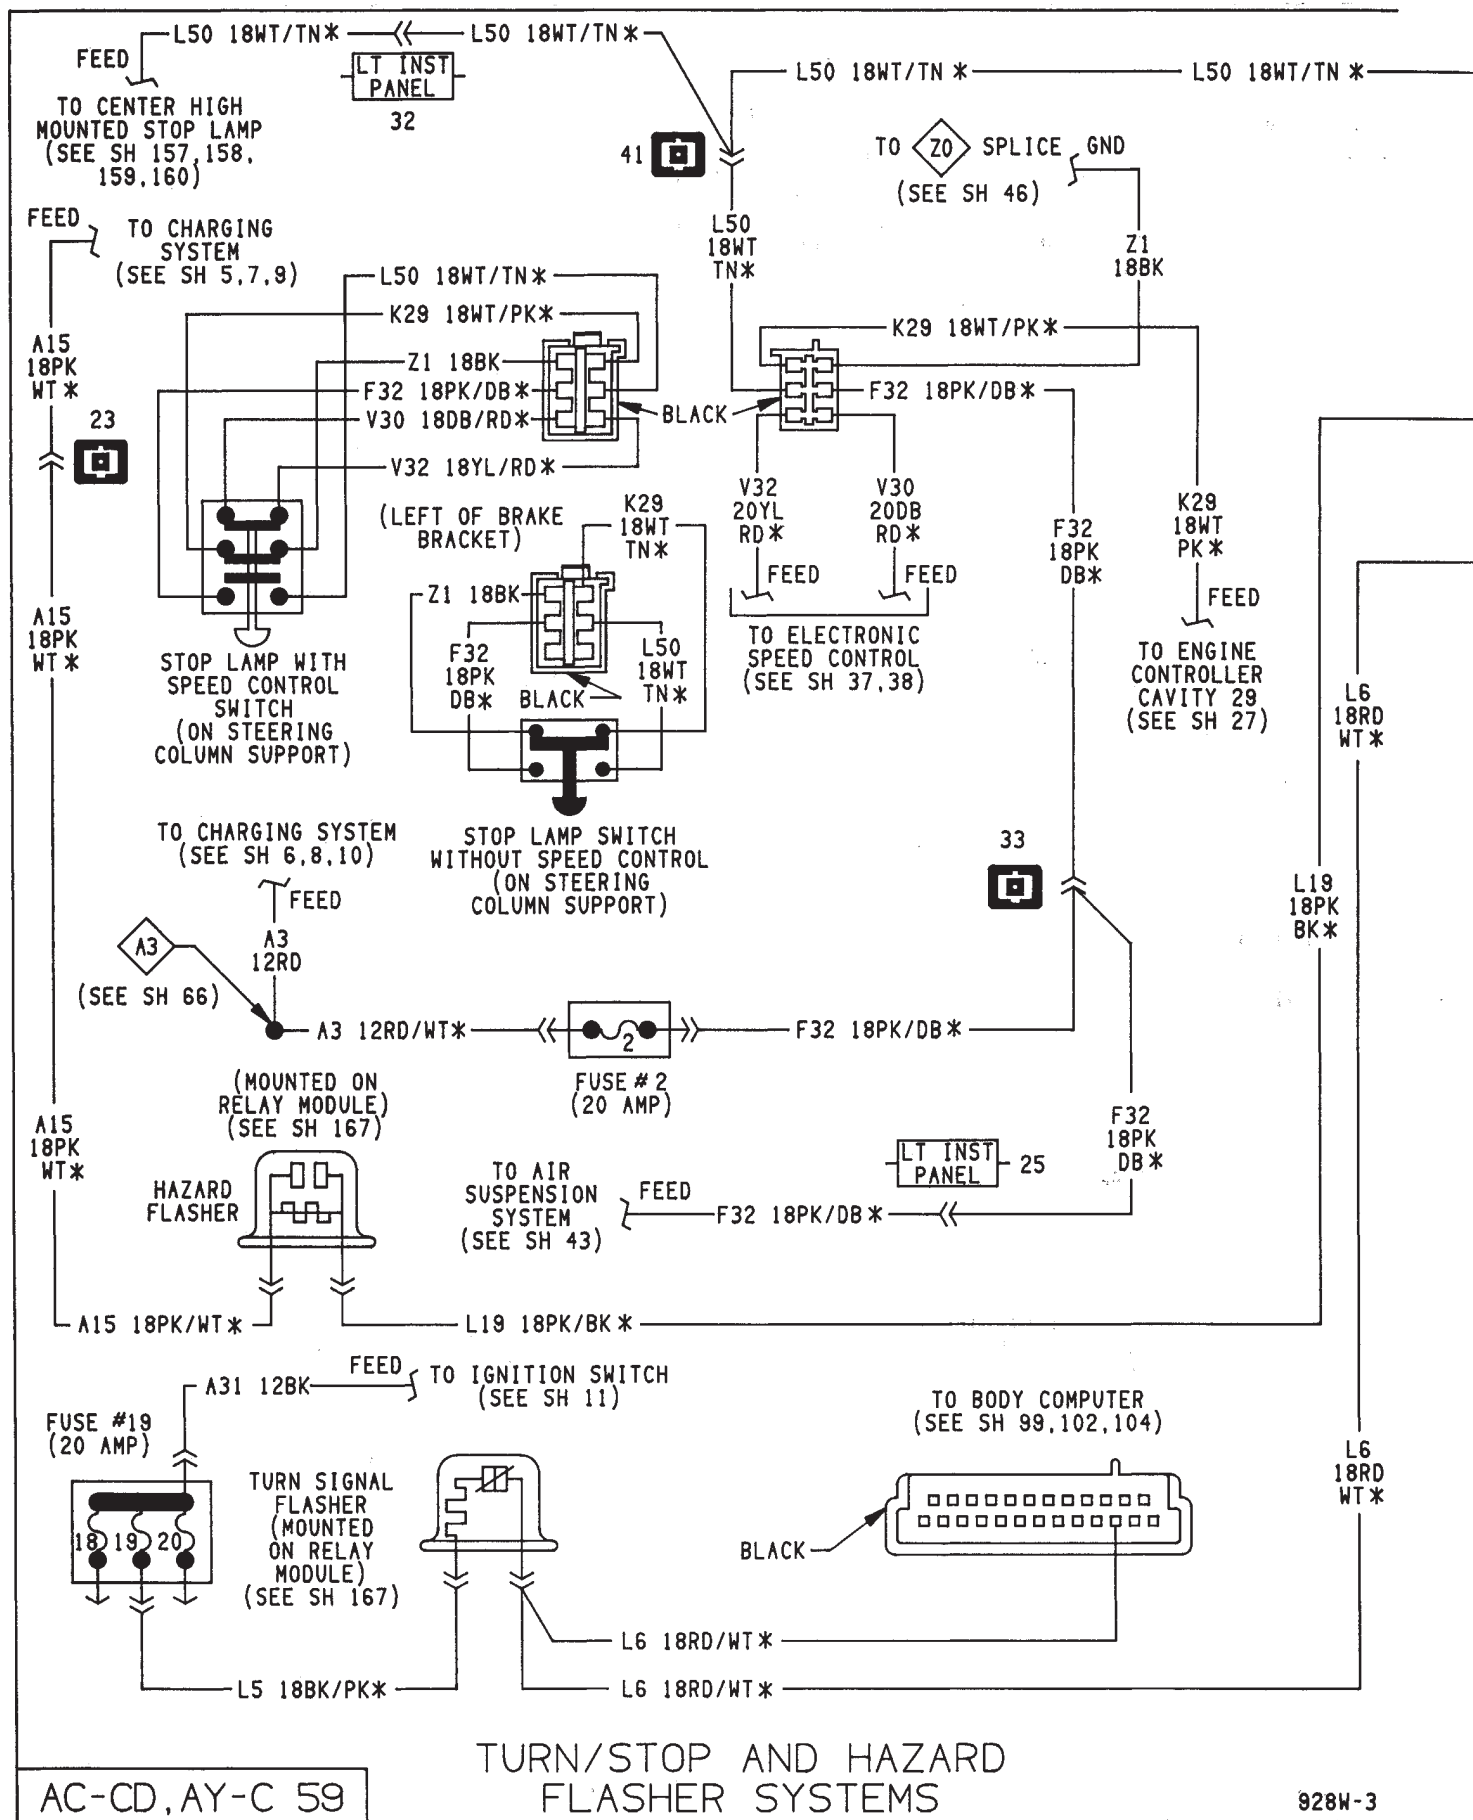 L50 18WT/TN*
L50 18WT/TN*
FEED
LT INST
PANEL
32
TO CENTER HIGH
MOUNTED STOP LAMP
(SEE SH 157,158,
159,160)
L50 18WT/TN *
L50 18WT/TN *
41
TO Z0 SPLICE GND
(SEE SH 46)
FEED
TO CHARGING
SYSTEM
(SEE SH 5,7,9)
L50
18WT
TN*
Z1
18BK
L50 18WT/TN*
K29 18WT/PK*
Z1 18BK
F32 18PK/DB*
V30 18DB/RD*
V32 18YL/RD*
BLACK
K29 18WT/PK*
F32 18PK/DB*
A15
18PK
WT*
23
V32
20YL
RD*
FEED
V30
20DB
RD*
FEED
TO ELECTRONIC
SPEED CONTROL
(SEE SH 37,38)
F32
18PK
DB*
K29
18WT
PK*
FEED
TO ENGINE
CONTROLLER
CAVITY 29
(SEE SH 27)
(LEFT OF BRAKE
BRACKET)
K29
18WT
TN*
Z1 18BK
F32
18PK
DB*
L50
18WT
TN*
BLACK
A15
18PK
WT*
STOP LAMP WITH
SPEED CONTROL
SWITCH
(ON STEERING
COLUMN SUPPORT)
STOP LAMP SWITCH
WITHOUT SPEED CONTROL
(ON STEERING
COLUMN SUPPORT)
L6
18RD
WT*
33
L19
18PK
BK*
TO CHARGING SYSTEM
(SEE SH 6,8,10)
FEED
A3
12RD
A3
(SEE SH 66)
A3 12RD/WT*
2
FUSE #2
(20 AMP)
F32 18PK/DB*
(MOUNTED ON
RELAY MODULE)
(SEE SH 167)
HAZARD
FLASHER
A15
18PK
WT*
F32
18PK
DB*
LT INST
PANEL
25
TO AIR
SUSPENSION
SYSTEM
(SEE SH 43)
FEED
F32 18PK/DB*
A15 18PK/WT*
L19 18PK/BK*
A31 12BK
FEED
TO IGNITION SWITCH
(SEE SH 11)
FUSE #19
(20 AMP)
18 19 20
TURN SIGNAL
FLASHER
(MOUNTED
ON RELAY
MODULE)
(SEE SH 167)
TO BODY COMPUTER
(SEE SH 99,102,104)
BLACK
L6
18RD
WT*
L6 18RD/WT*
L5 18BK/PK*
L6 18RD/WT*
TURN/STOP AND HAZARD
FLASHER SYSTEMS
AC-CD,AY-C 59
928W-3